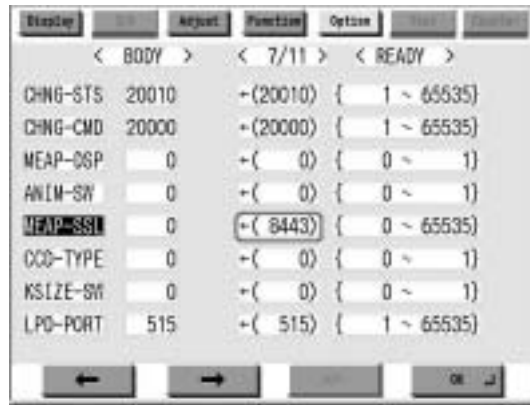 Display Adjust Function Option
< BODY > < 7/11 > < READY >
CHNG-STS 20010 ←(20010) { 1 ~ 65535}
CHNG-CMD 20000 ←(20000) { 1 ~ 65535}
MEAP-DSP 0 ←( 0) { 0 ~ 1}
ANIM-SW 0 ←( 0) { 0 ~ 1}
MEAP-SSL 0 ←( 8443) { 0 ~ 65535}
CCD-TYPE 0 ←( 0) { 0 ~ 1}
KSIZE-SW 0 ←( 0) { 0 ~ 1}
LPD-PORT 515 ←( 515) { 1 ~ 65535}
← → OK ↵